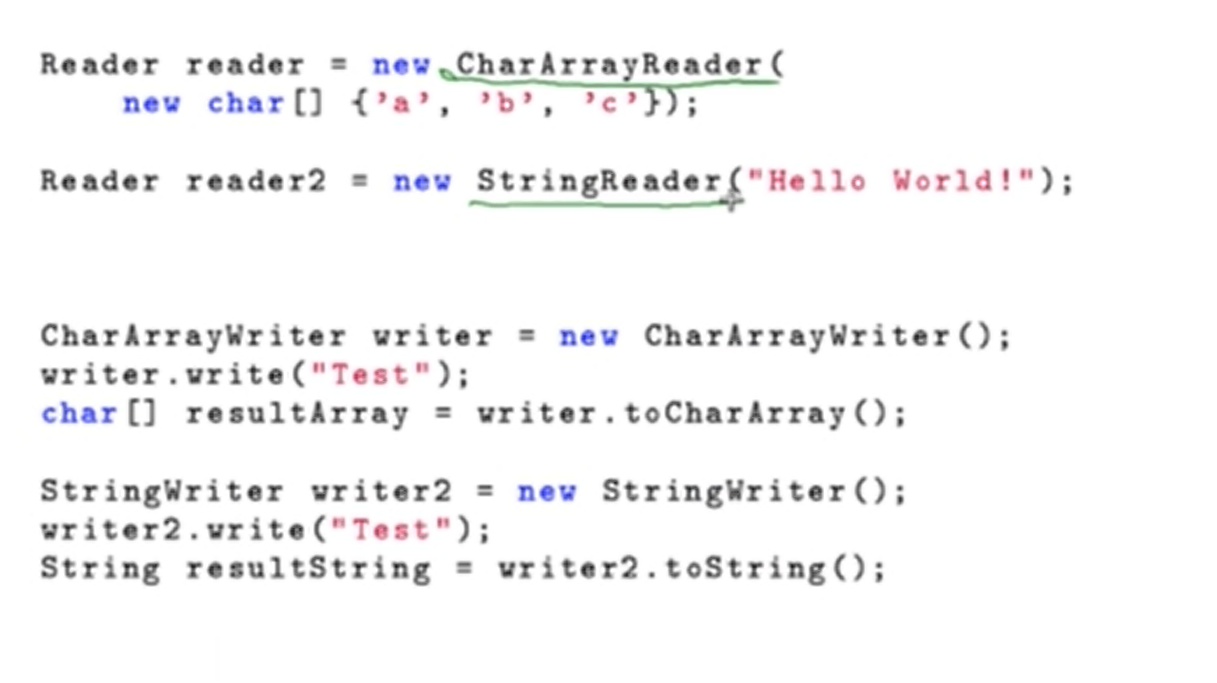 Reader reader = new CharArrayReader(
new char[] {'a', 'b', 'c'});
Reader reader2 = new StringReader("Hello World!");
CharArrayWriter writer = new CharArrayWriter();
writer.write("Test");
char[] resultArray = writer.toCharArray();
StringWriter writer2 = new StringWriter();
writer2.write("Test");
String resultString = writer2.toString();